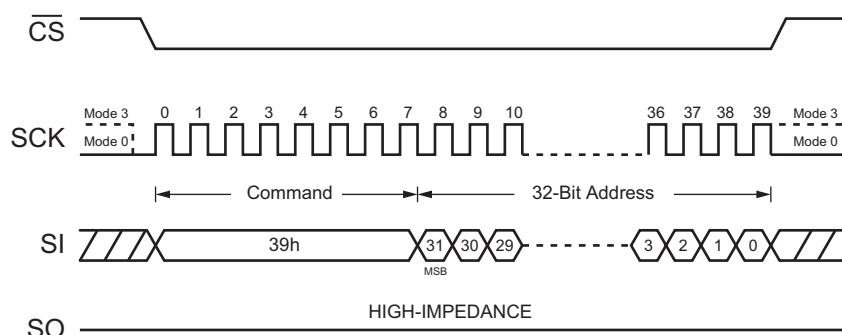 CS
Mode 3 0 1 2 3 4 5 6 7 8 9 10 36 37 38 39 Mode 3
SCK Mode 0 Mode 0
Command 32-Bit Address
SI 39h 31 30 29 3 2 1 0
MSB
HIGH-IMPEDANCE
SO